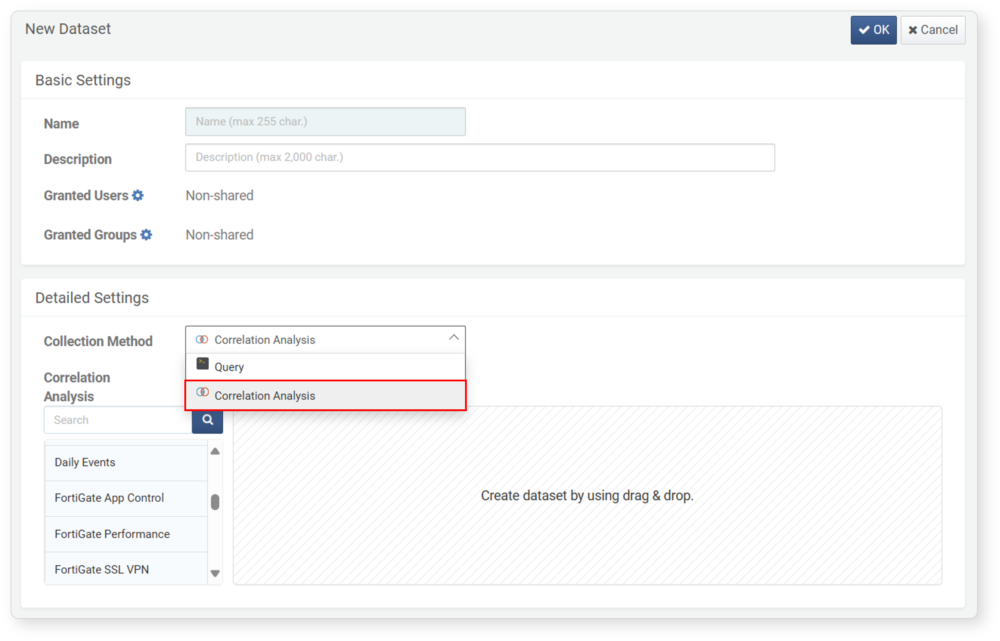 New Dataset
OK
Cancel
Basic Settings
Name
Name (max 255 char.)
Description
Description (max 2,000 char.)
Granted Users
Non-shared
Granted Groups
Non-shared
Detailed Settings
Collection Method
Correlation Analysis
Query
Correlation Analysis
Correlation
Analysis
Search
Daily Events
FortiGate App Control
FortiGate Performance
FortiGate SSL VPN
Create dataset by using drag & drop.